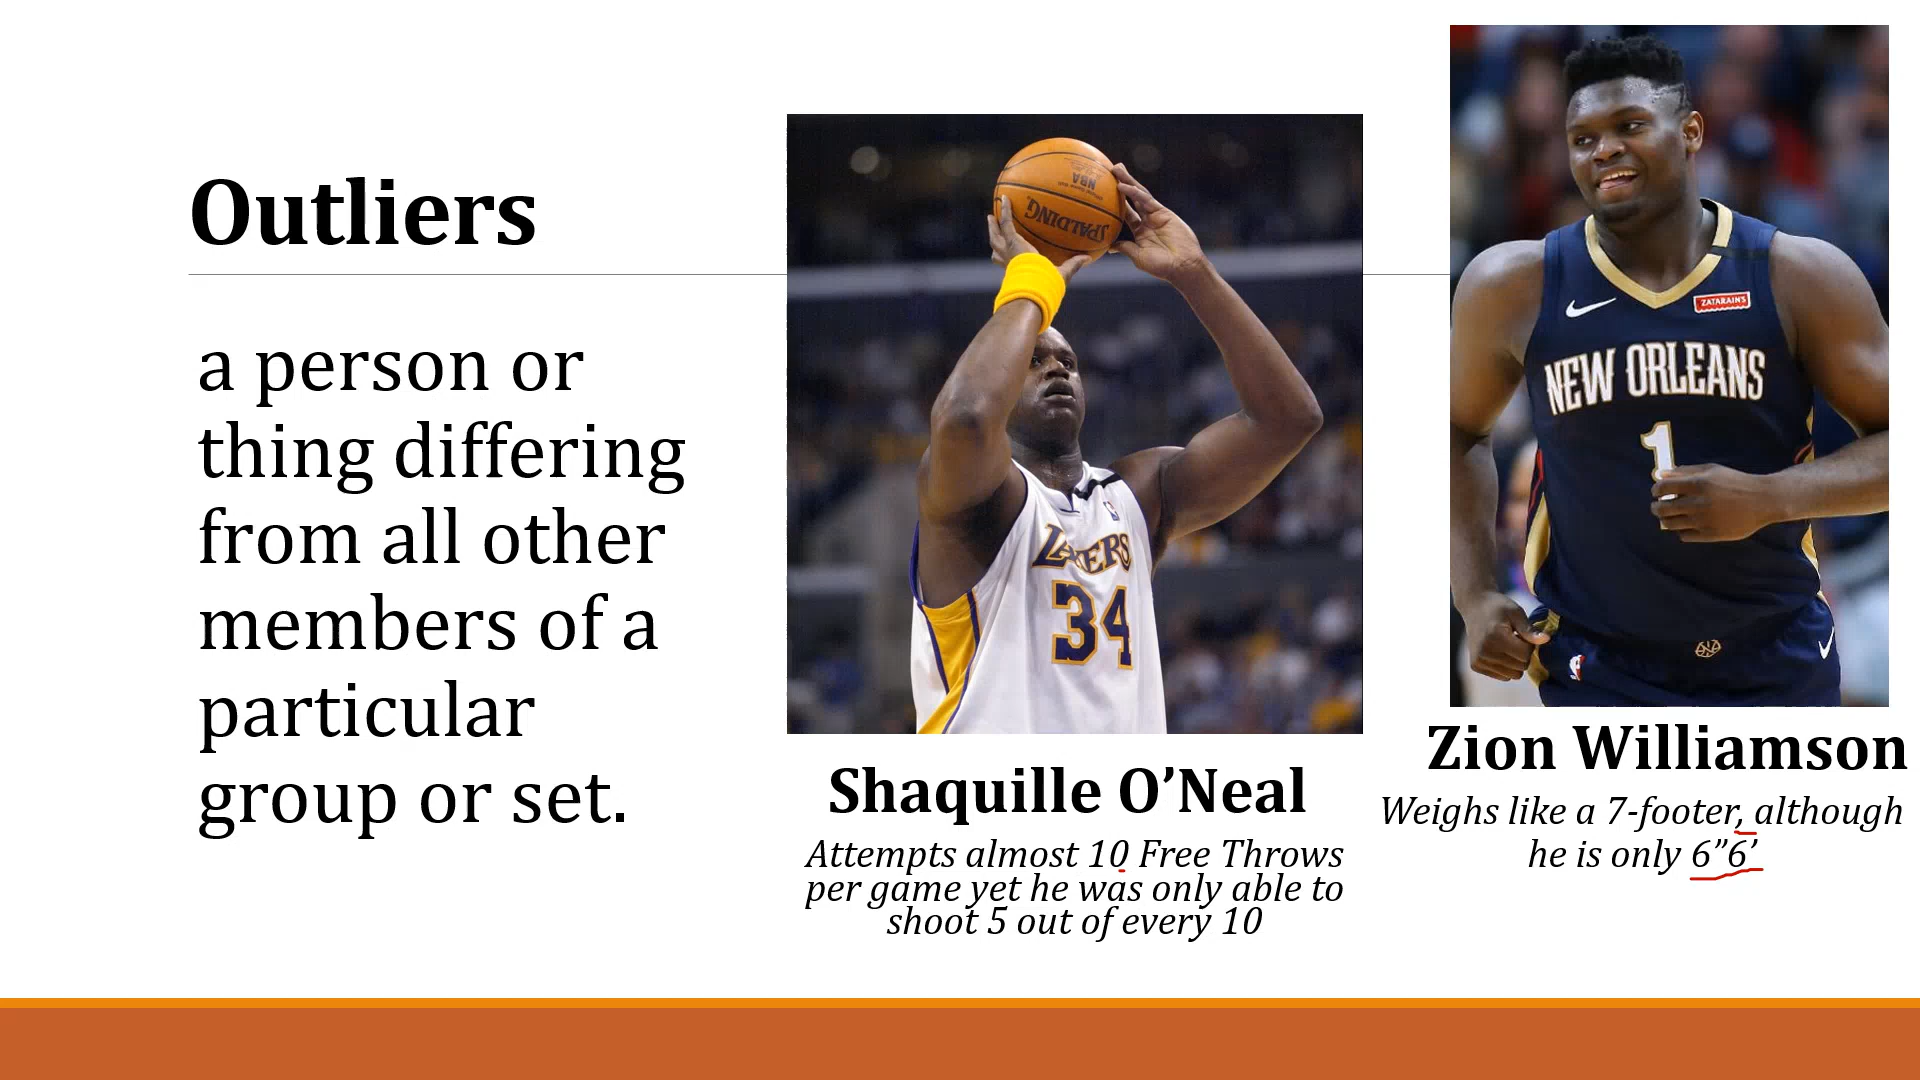 Outliers
a person or
thing differing
from all other
members of a
particular
group or set.
NBA
SPALDING
LAKERS
34
Shaquille O’Neal
Attempts almost 10 Free Throws
per game yet he was only able to
shoot 5 out of every 10
ZATARAIN'S
NEW ORLEANS
1
Zion Williamson
Weighs like a 7-footer, although
he is only 6”6’